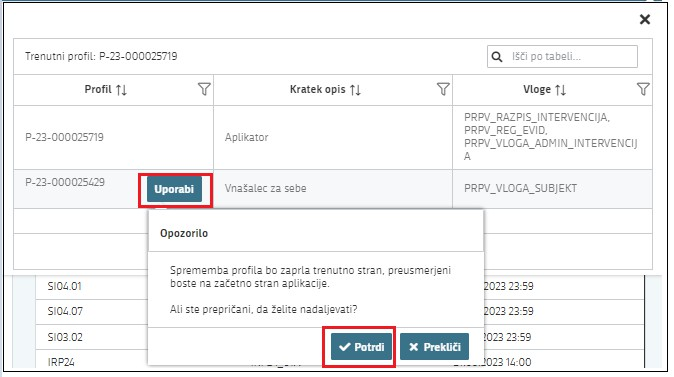 Trenutni profil: P-23-000025719
Išči po tabeli...
Profil
Kratek opis
Vloge
P-23-000025719
Aplikator
PRPV_RAZPIS_INTERVENCIJA,
PRPV_REG_EVID,
PRPV_VLOGA_ADMIN_INTERVENCIJ
A
P-23-000025429
Uporabi
Vnašalec za sebe
PRPV_VLOGA_SUBJEKT
Opozorilo
Sprememba profila bo zaprla trenutno stran, preusmerjeni
boste na začetno stran aplikacije.
Ali ste prepričani, da želite nadaljevati?
Potrdi
Prekliči
SI04.01
2023 23:59
SI04.07
2023 23:59
SI03.02
2023 23:59
IRP24
2023 14:00